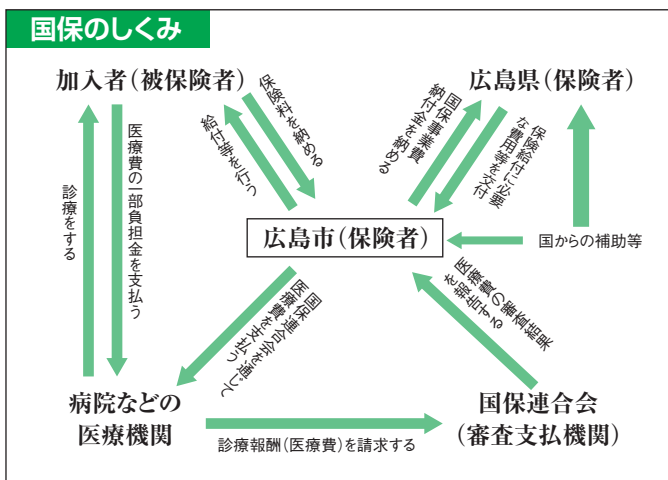 国保のしくみ
加入者(被保険者)
広島県(保険者)
保険料を納める
給付等を行う
国保事業費
納付金を納める
保険給付に必要
な費用等を交付
医療費の一部負担金を支払う
診療をする
広島市(保険者)
国からの補助等
国保連合会を通じて
医療費を支払う
医療費の審査結果
を報告する
病院などの
医療機関
国保連合会
(審査支払機関)
診療報酬(医療費)を請求する